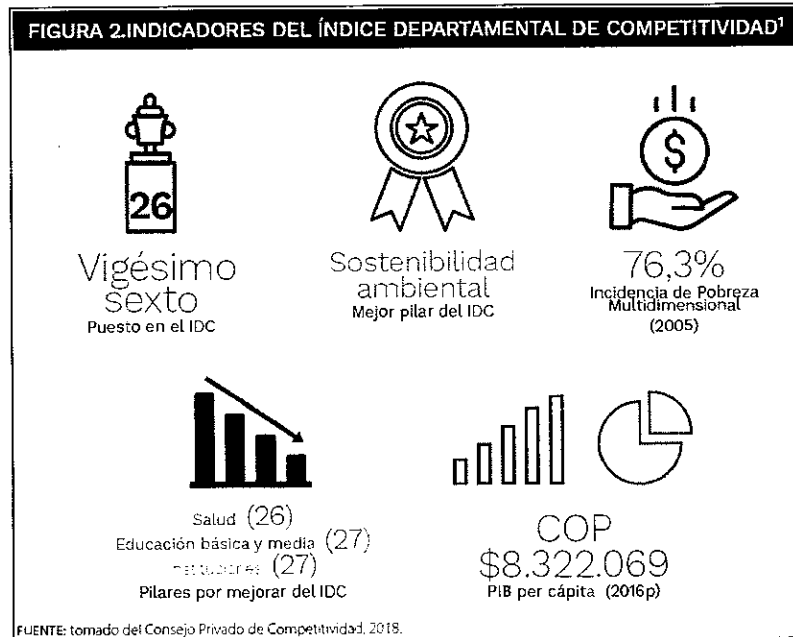 FIGURA 2.INDICADORES DEL ÍNDICE DEPARTAMENTAL DE COMPETITIVIDAD¹
26
Vigésimo
sexto
Puesto en el IDC
Sostenibilidad
ambiental
Mejor pilar del IDC
$
76,3%
Incidencia de Pobreza
Multidimensional
(2005)
Salud (26)
Educación básica y media (27)
Instituciones (27)
Pilares por mejorar del IDC
COP
$8.322.069
PIB per cápita (2016p)
FUENTE: tomado del Consejo Privado de Competitividad, 2018.